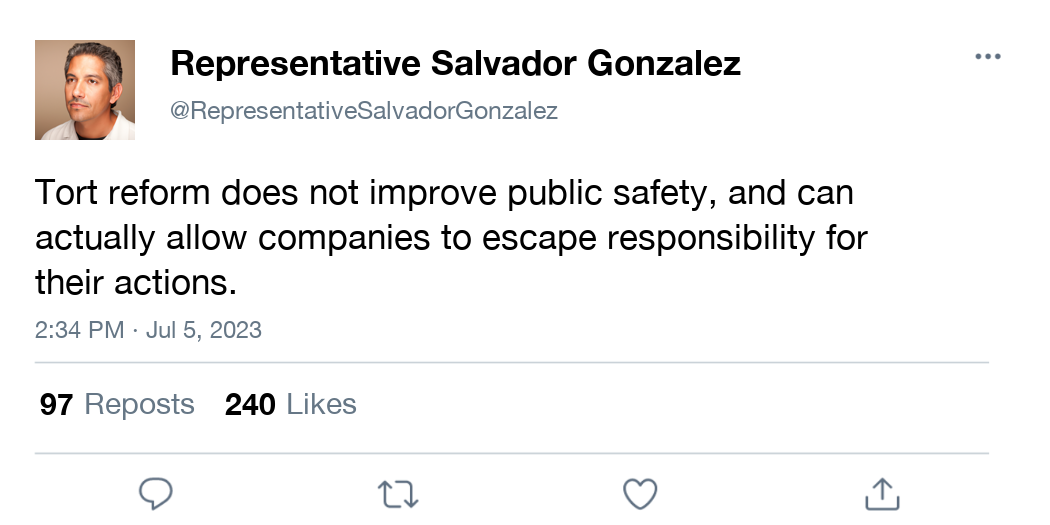 Representative Salvador Gonzalez
@RepresentativeSalvadorGonzalez
Tort reform does not improve public safety, and can
actually allow companies to escape responsibility for
their actions.
2:34 PM · Jul 5, 2023
97 Reposts 240 Likes